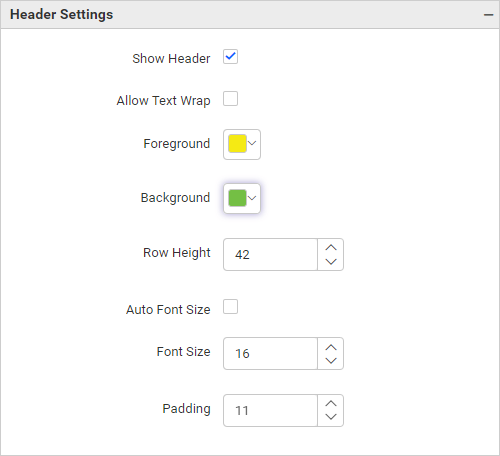 Header Settings
Show Header
Allow Text Wrap
Foreground
Background
Row Height 42
Auto Font Size
Font Size 16
Padding 11